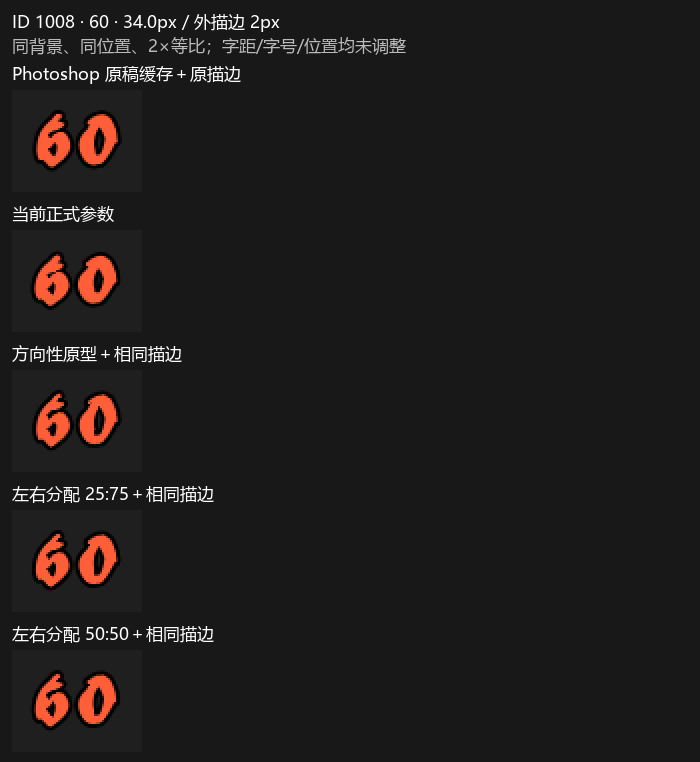 ID 1008 · 60 · 34.0px / 外描边 2px
同背景、同位置、2×等比；字距/字号/位置均未调整
Photoshop 原稿缓存 + 原描边
60
当前正式参数
60
方向性原型 + 相同描边
60
左右分配 25:75 + 相同描边
60
左右分配 50:50 + 相同描边
60